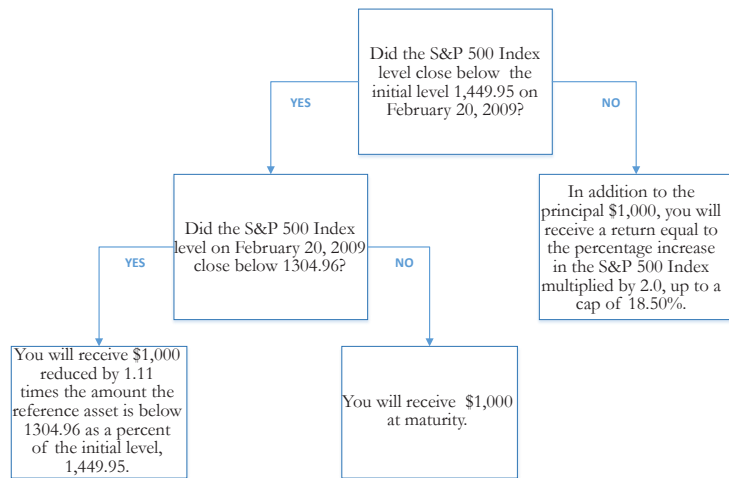 Did the S&P 500 Index
level close below the
initial level 1,449.95 on
February 20, 2009?
YES
NO
Did the S&P 500 Index
level on February 20, 2009
close below 1304.96?
In addition to the
principal $1,000, you will
receive a return equal to
the percentage increase
in the S&P 500 Index
multiplied by 2.0, up to a
cap of 18.50%.
YES
NO
You will receive $1,000
reduced by 1.11
times the amount the
reference asset is below
1304.96 as a percent
of the initial level,
1,449.95.
You will receive $1,000
at maturity.